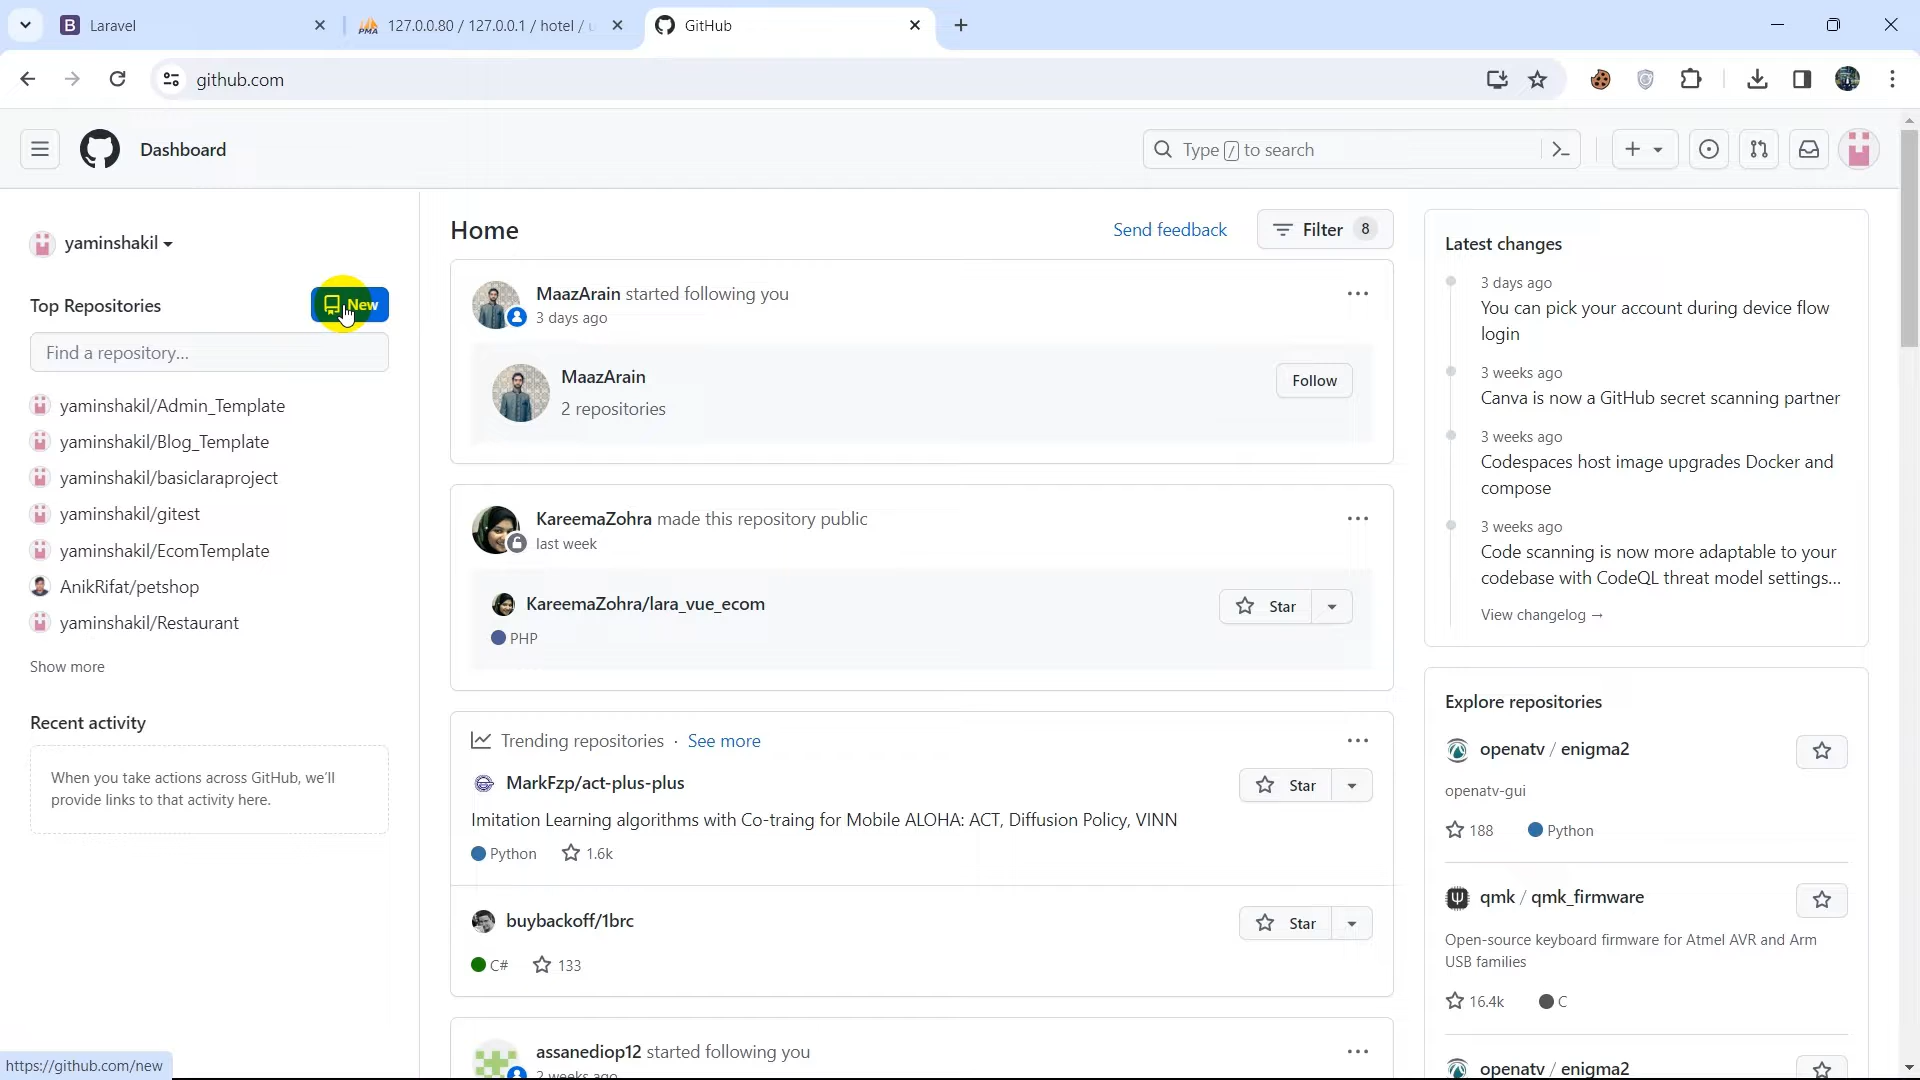 Laravel
127.0.0.80 / 127.0.0.1 / hotel /
GitHub
github.com
Dashboard
Type / to search
yaminshakil
Top Repositories
New
Find a repository...
yaminshakil/Admin_Template
yaminshakil/Blog_Template
yaminshakil/basiclaraproject
yaminshakil/gitest
yaminshakil/EcomTemplate
AnikRifat/petshop
yaminshakil/Restaurant
Show more
Recent activity
When you take actions across GitHub, we'll
provide links to that activity here.
https://github.com/new
Home
Send feedback
Filter 8
MaazArain started following you
3 days ago
MaazArain
2 repositories
Follow
KareemaZohra made this repository public
last week
KareemaZohra/lara_vue_ecom
Star
PHP
Trending repositories · See more
MarkFzp/act-plus-plus
Star
Imitation Learning algorithms with Co-traing for Mobile ALOHA: ACT, Diffusion Policy, VINN
Python 1.6k
buybackoff/1brc
Star
C# 133
assanediop12 started following you
2 weeks ago
Latest changes
3 days ago
You can pick your account during device flow
login
3 weeks ago
Canva is now a GitHub secret scanning partner
3 weeks ago
Codespaces host image upgrades Docker and
compose
3 weeks ago
Code scanning is now more adaptable to your
codebase with CodeQL threat model settings...
View changelog →
Explore repositories
openatv / enigma2
openatv-gui
188 Python
qmk / qmk_firmware
Open-source keyboard firmware for Atmel AVR and Arm
USB families
16.4k C
openatv / enigma2